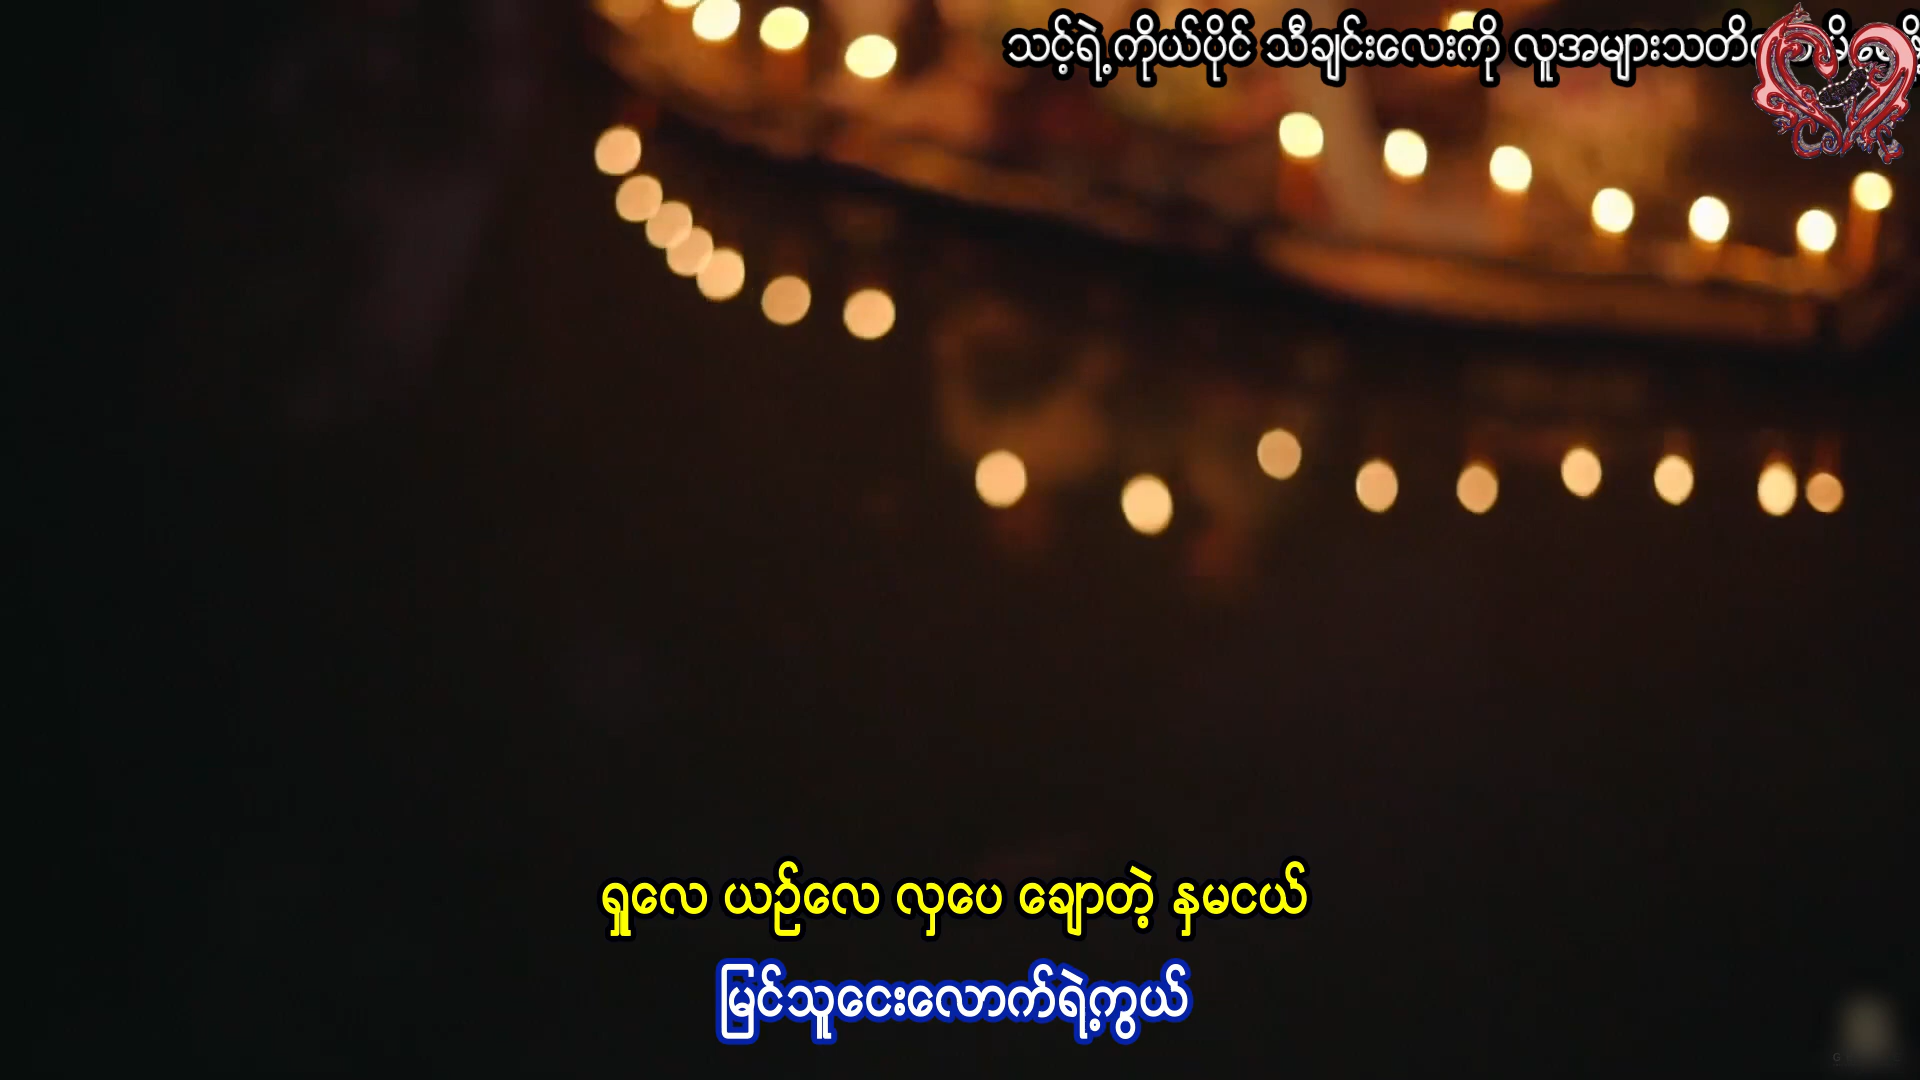 သင့်ရဲ့ကိုယ်ပိုင် သီချင်းလေးကို လူအများသတိ
ရှုလေ ယဉ်လေ လှပေ ချောတဲ့ နှမငယ်
မြင်သူငေးလောက်ရဲ့ကွယ်